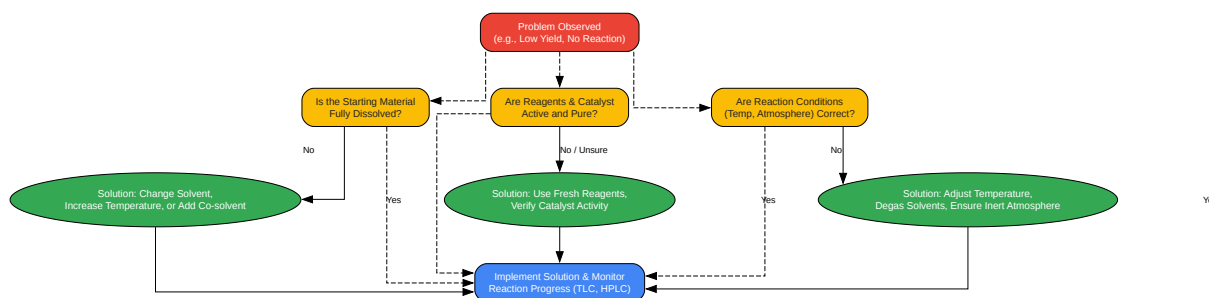 Problem Observed
(e.g., Low Yield, No Reaction)
Is the Starting Material
Fully Dissolved?
Are Reagents & Catalyst
Active and Pure?
Are Reaction Conditions
(Temp, Atmosphere) Correct?
No
No / Unsure
No
Solution: Change Solvent,
Increase Temperature, or Add Co-solvent
Yes
Solution: Use Fresh Reagents,
Verify Catalyst Activity
Yes
Solution: Adjust Temperature,
Degas Solvents, Ensure Inert Atmosphere
Implement Solution & Monitor
Reaction Progress (TLC, HPLC)